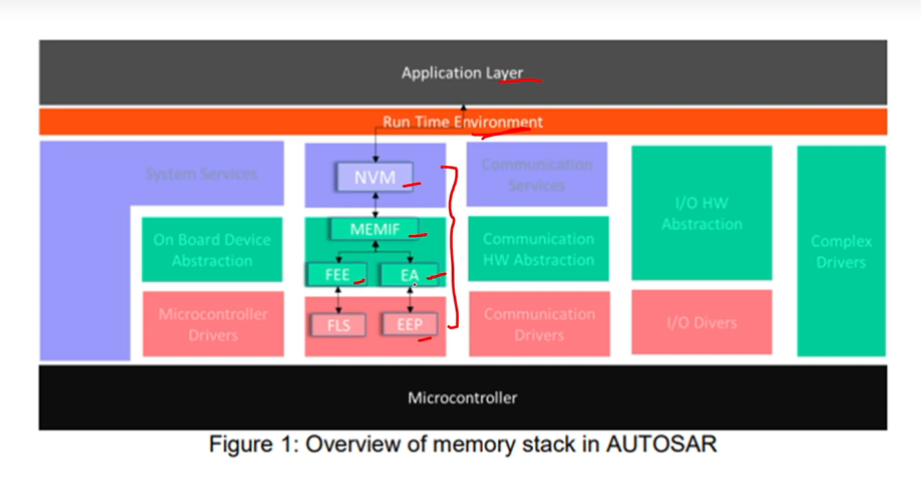 Application Layer
Run Time Environment
System Services
NVM
Communication
Services
I/O HW
Abstraction
Complex
Drivers
On Board Device
Abstraction
MEMIF
FEE
EA
Communication
HW Abstraction
Microcontroller
Drivers
FLS
EEP
Communication
Drivers
I/O Divers
Microcontroller
Figure 1: Overview of memory stack in AUTOSAR